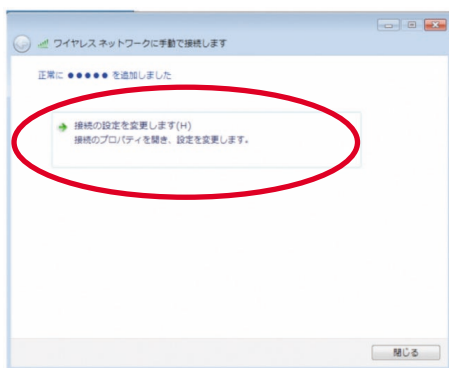 ワイヤレス ネットワークに手動で接続します
正常に ●●●●● を追加しました
接続の設定を変更します(H)
接続のプロパティを開き、設定を変更します。
閉じる